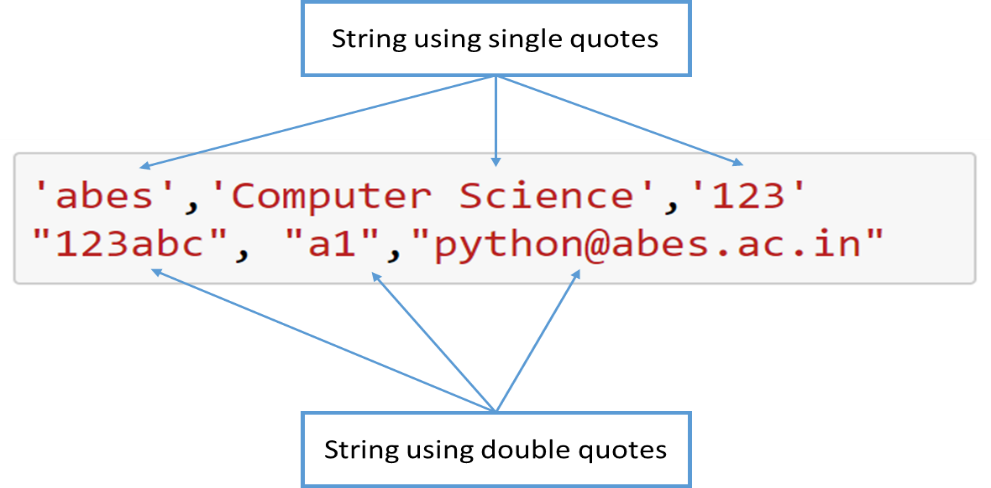 String using single quotes
'abes','Computer Science','123'
"123abc", "a1","python@abes.ac.in"
String using double quotes